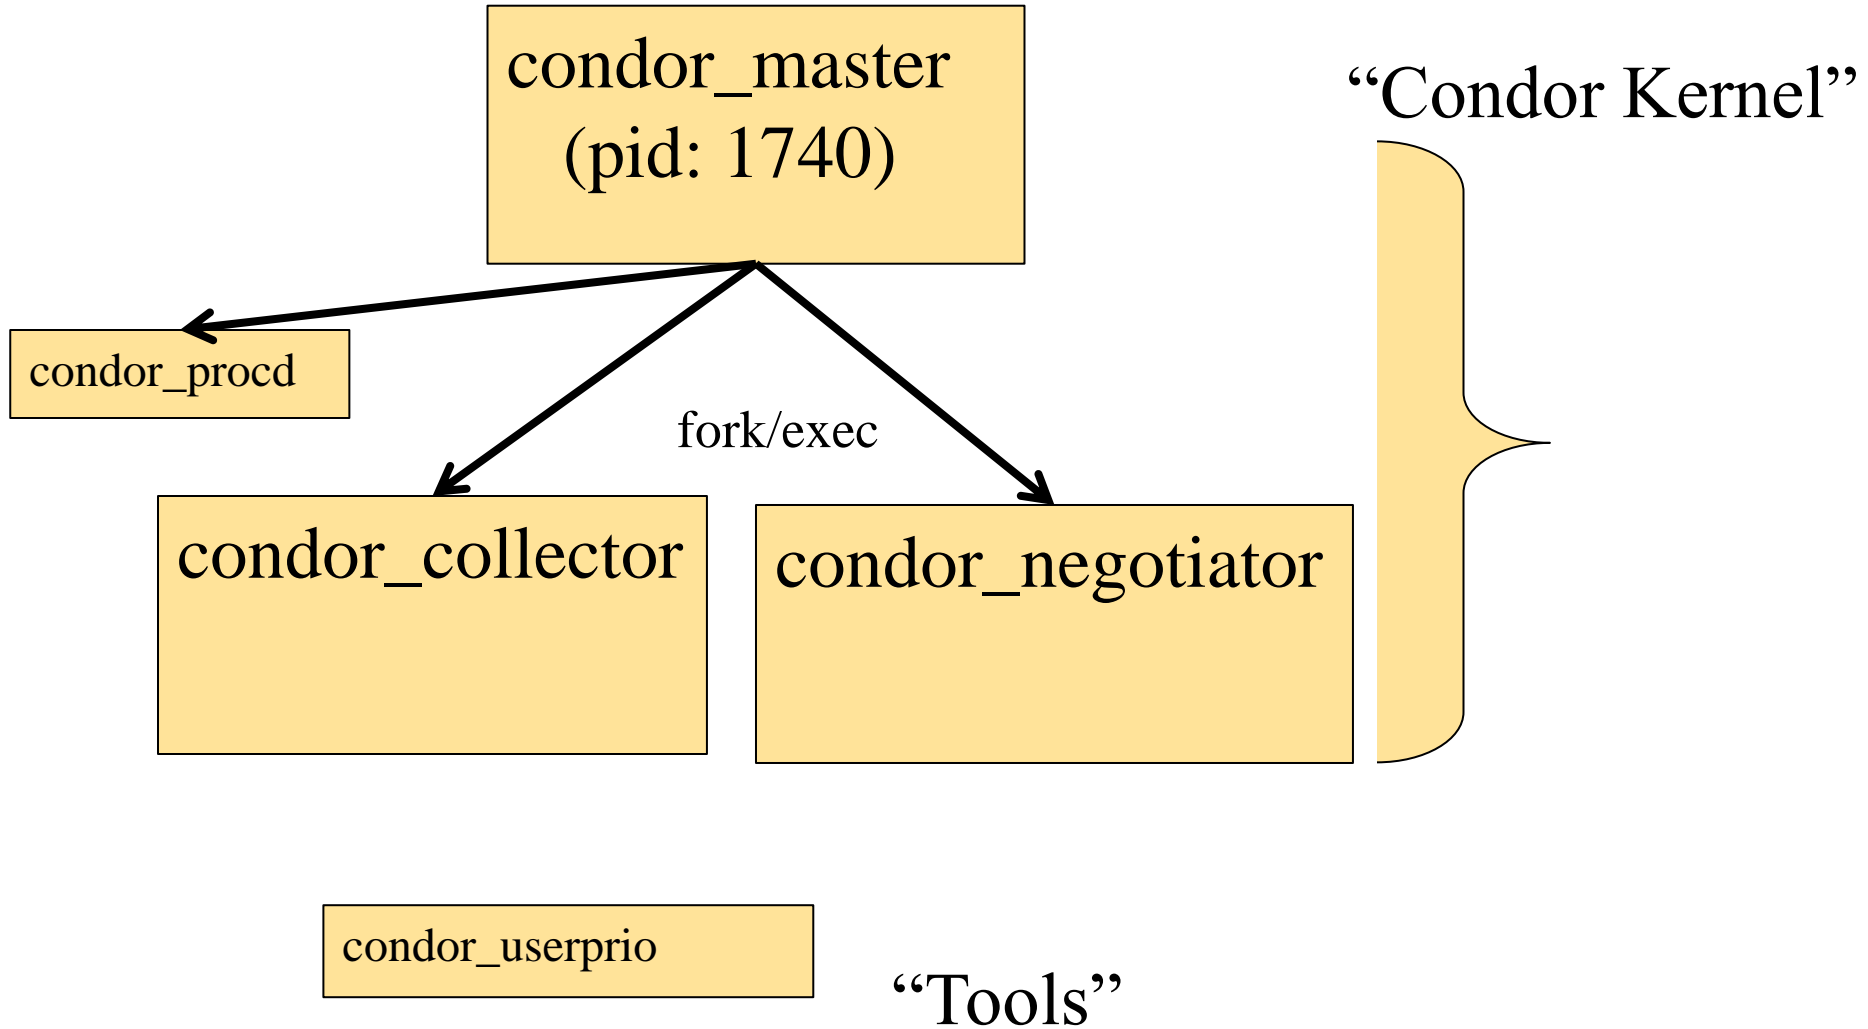 condor_master
(pid: 1740)
“Condor Kernel”
condor_procd
fork/exec
condor_collector
condor_negotiator
condor_userprio
“Tools”